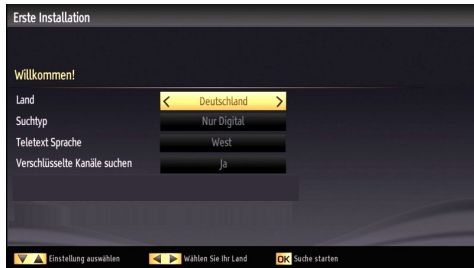 Erste Installation
Willkommen!
Land < Deutschland >
Suchtyp Nur Digital
Teletext Sprache West
Verschlüsselte Kanäle suchen Ja
Einstellung auswählen Wählen Sie Ihr Land OK Suche starten